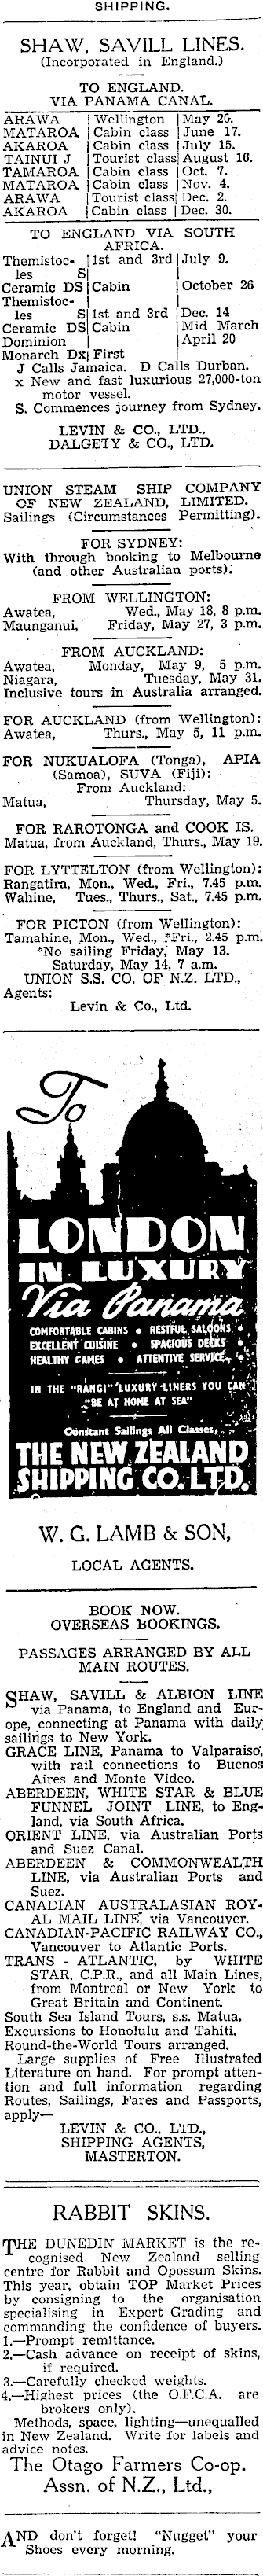 SHIPPING.
SHAW, SAVILL LINES.
(Incorporated in England.)
TO ENGLAND.
VIA PANAMA CANAL.
ARAWA Wellington May 20.
MATAROA Cabin class June 17.
AKAROA Cabin class July 15.
TAINUI J Tourist class August 16.
TAMAROA Cabin class Oct. 7.
MATAROA Cabin class Nov. 4.
ARAWA Tourist class Dec. 2.
AKAROA Cabin class Dec. 30.
TO ENGLAND VIA SOUTH
AFRICA.
Themistoc- 1st and 3rd July 9.
les S
Ceramic DS Cabin October 26
Themistoc-
les S 1st and 3rd Dec. 14
Ceramic DS Cabin Mid March
Dominion April 20
Monarch Dx First
J Calls Jamaica. D Calls Durban.
x New and fast luxurious 27,000-ton
motor vessel.
S. Commences journey from Sydney.
LEVIN & CO., LTD.,
DALGETY & CO., LTD.
UNION STEAM SHIP COMPANY
OF NEW ZEALAND, LIMITED.
Sailings (Circumstances Permitting).
FOR SYDNEY:
With through booking to Melbourne
(and other Australian ports).
FROM WELLINGTON:
Awatea, Wed., May 18, 8 p.m.
Maunganui, Friday, May 27, 3 p.m.
FROM AUCKLAND:
Awatea, Monday, May 9, 5 p.m.
Niagara, Tuesday, May 31.
Inclusive tours in Australia arranged.
FOR AUCKLAND (from Wellington):
Awatea, Thurs., May 5, 11 p.m.
FOR NUKUALOFA (Tonga), APIA
(Samoa), SUVA (Fiji):
From Auckland:
Matua, Thursday, May 5.
FOR RAROTONGA and COOK IS.
Matua, from Auckland, Thurs., May 19.
FOR LYTTELTON (from Wellington):
Rangatira, Mon., Wed., Fri., 7.45 p.m.
Wahine, Tues., Thurs., Sat., 7.45 p.m.
FOR PICTON (from Wellington):
Tamahine, Mon., Wed., *Fri., 2.45 p.m.
*No sailing Friday, May 13.
Saturday, May 14, 7 a.m.
UNION S.S. CO. OF N.Z. LTD.,
Agents:
Levin & Co., Ltd.
To
LONDON
IN LUXURY
Via Panama
COMFORTABLE CABINS • RESTFUL SALOONS
EXCELLENT CUISINE • SPACIOUS DECKS
HEALTHY GAMES • ATTENTIVE SERVICE
IN THE "RANGI" LUXURY LINERS YOU CAN
"BE AT HOME AT SEA"
Constant Sailings All Classes,
THE NEW ZEALAND
SHIPPING CO. LTD.
W. G. LAMB & SON,
LOCAL AGENTS.
BOOK NOW.
OVERSEAS BOOKINGS.
PASSAGES ARRANGED BY ALL
MAIN ROUTES.
SHAW, SAVILL & ALBION LINE
via Panama, to England and Eur-
ope, connecting at Panama with daily
sailings to New York.
GRACE LINE, Panama to Valparaiso,
with rail connections to Buenos
Aires and Monte Video.
ABERDEEN, WHITE STAR & BLUE
FUNNEL JOINT LINE, to Eng-
land, via South Africa.
ORIENT LINE, via Australian Ports
and Suez Canal.
ABERDEEN & COMMONWEALTH
LINE, via Australian Ports and
Suez.
CANADIAN AUSTRALASIAN ROY-
AL MAIL LINE, via Vancouver.
CANADIAN-PACIFIC RAILWAY CO.,
Vancouver to Atlantic Ports.
TRANS - ATLANTIC, by WHITE
STAR, C.P.R., and all Main Lines,
from Montreal or New York to
Great Britain and Continent.
South Sea Island Tours, s.s. Matua.
Excursions to Honolulu and Tahiti.
Round-the-World Tours arranged.
Large supplies of Free Illustrated
Literature on hand. For prompt atten-
tion and full information regarding
Routes, Sailings, Fares and Passports,
apply—
LEVIN & CO., LTD.,
SHIPPING AGENTS,
MASTERTON.
RABBIT SKINS.
THE DUNEDIN MARKET is the re-
cognised New Zealand selling
centre for Rabbit and Opossum Skins.
This year, obtain TOP Market Prices
by consigning to the organisation
specialising in Expert Grading and
commanding the confidence of buyers.
1.—Prompt remittance.
2.—Cash advance on receipt of skins,
if required.
3.—Carefully checked weights.
4.—Highest prices (the O.F.C.A. are
brokers only).
Methods, space, lighting—unequalled
in New Zealand. Write for labels and
advice notes.
The Otago Farmers Co-op.
Assn. of N.Z., Ltd.,
AND don't forget! "Nugget" your
Shoes every morning.